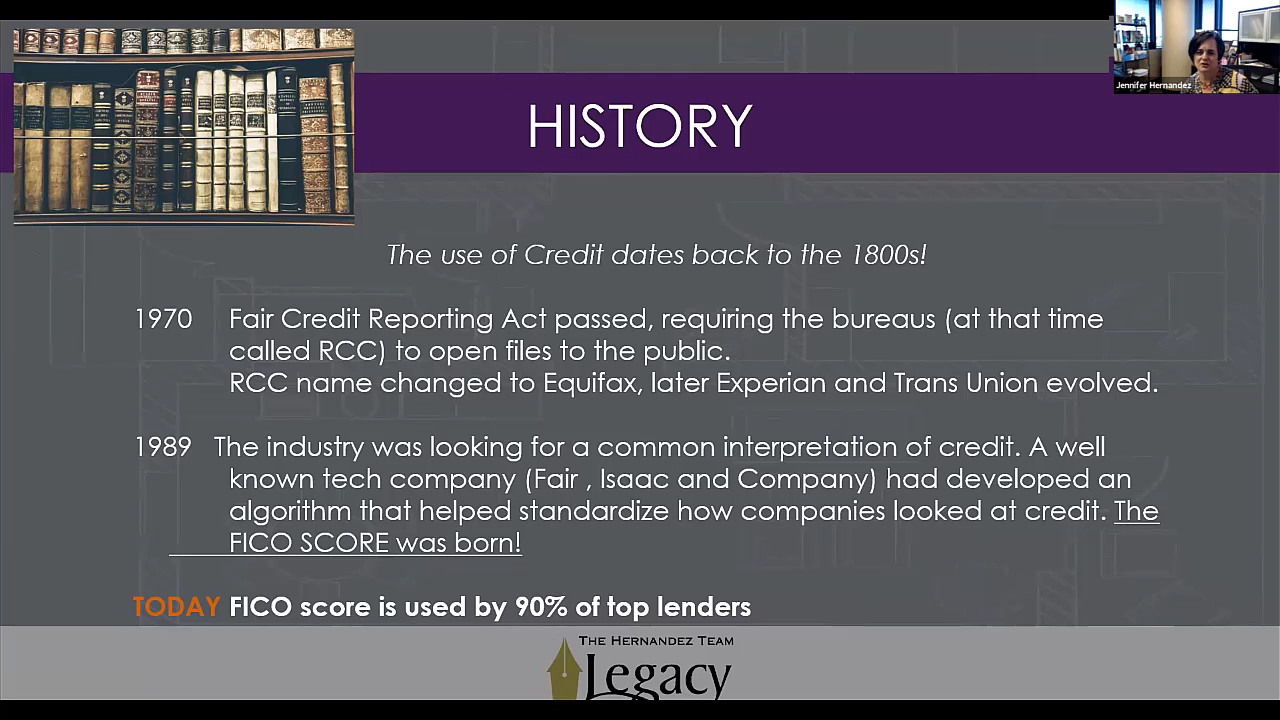 Jennifer Hernandez
HISTORY
The use of Credit dates back to the 1800s!
1970 Fair Credit Reporting Act passed, requiring the bureaus (at that time
called RCC) to open files to the public.
RCC name changed to Equifax, later Experian and Trans Union evolved.
1989 The industry was looking for a common interpretation of credit. A well
known tech company (Fair , Isaac and Company) had developed an
algorithm that helped standardize how companies looked at credit. The
FICO SCORE was born!
TODAY FICO score is used by 90% of top lenders
THE HERNANDEZ TEAM
Legacy